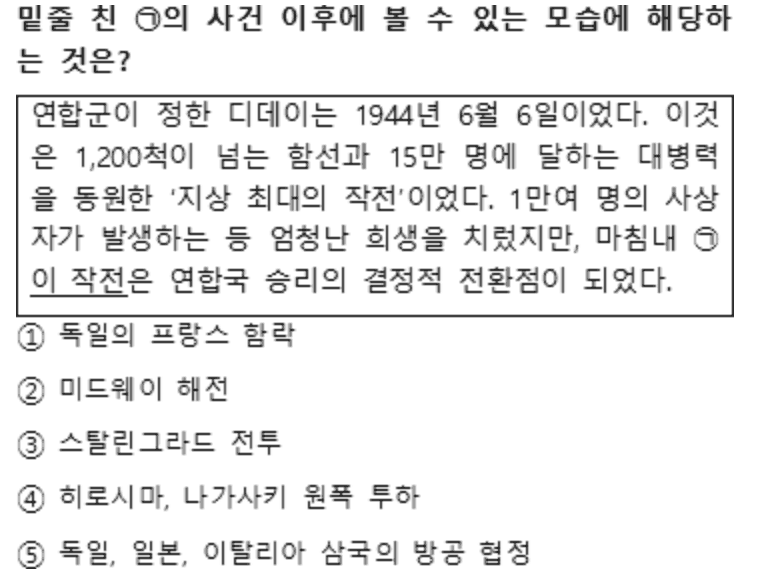 밑줄 친 ㉠의 사건 이후에 볼 수 있는 모습에 해당하
는 것은?
연합군이 정한 디데이는 1944년 6월 6일이었다. 이것
은 1,200척이 넘는 함선과 15만 명에 달하는 대병력
을 동원한 '지상 최대의 작전'이었다. 1만여 명의 사상
자가 발생하는 등 엄청난 희생을 치렀지만, 마침내 ㉠
이 작전은 연합국 승리의 결정적 전환점이 되었다.
① 독일의 프랑스 함락
② 미드웨이 해전
③ 스탈린그라드 전투
④ 히로시마, 나가사키 원폭 투하
⑤ 독일, 일본, 이탈리아 삼국의 방공 협정